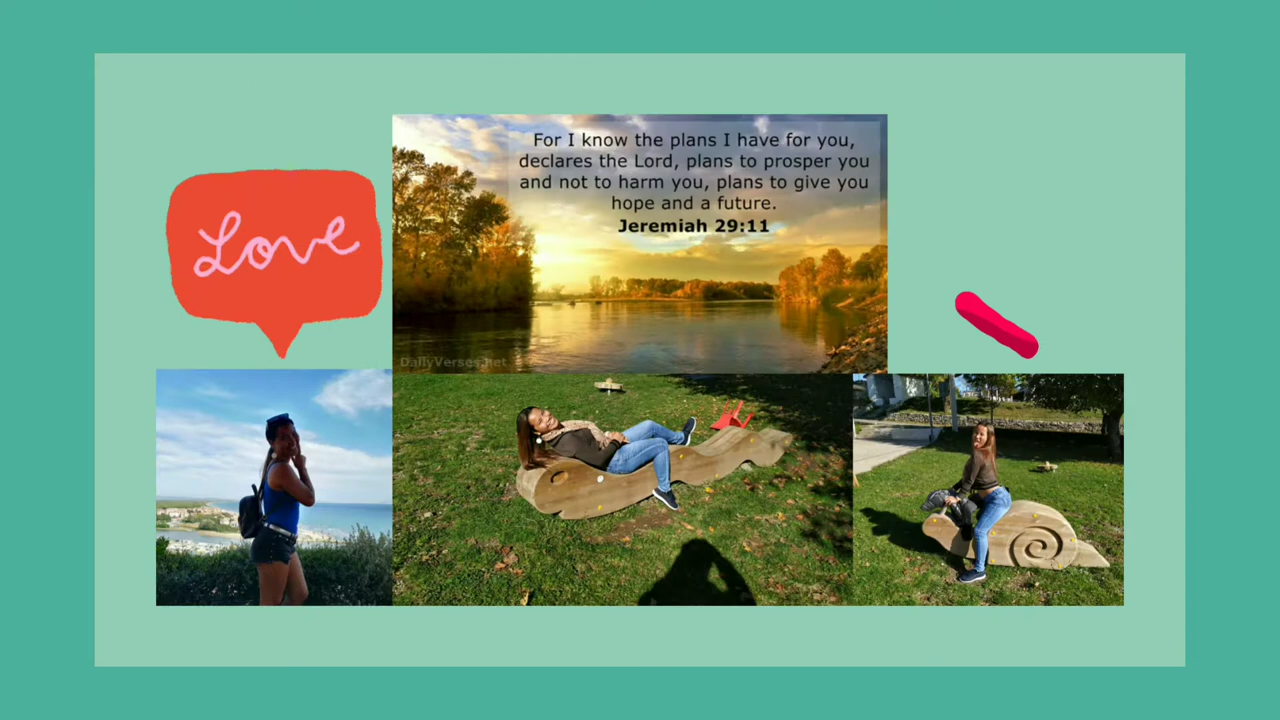 For I know the plans I have for you,
declares the Lord, plans to prosper you
and not to harm you, plans to give you
hope and a future.
Jeremiah 29:11
Love
DailyVerses.net